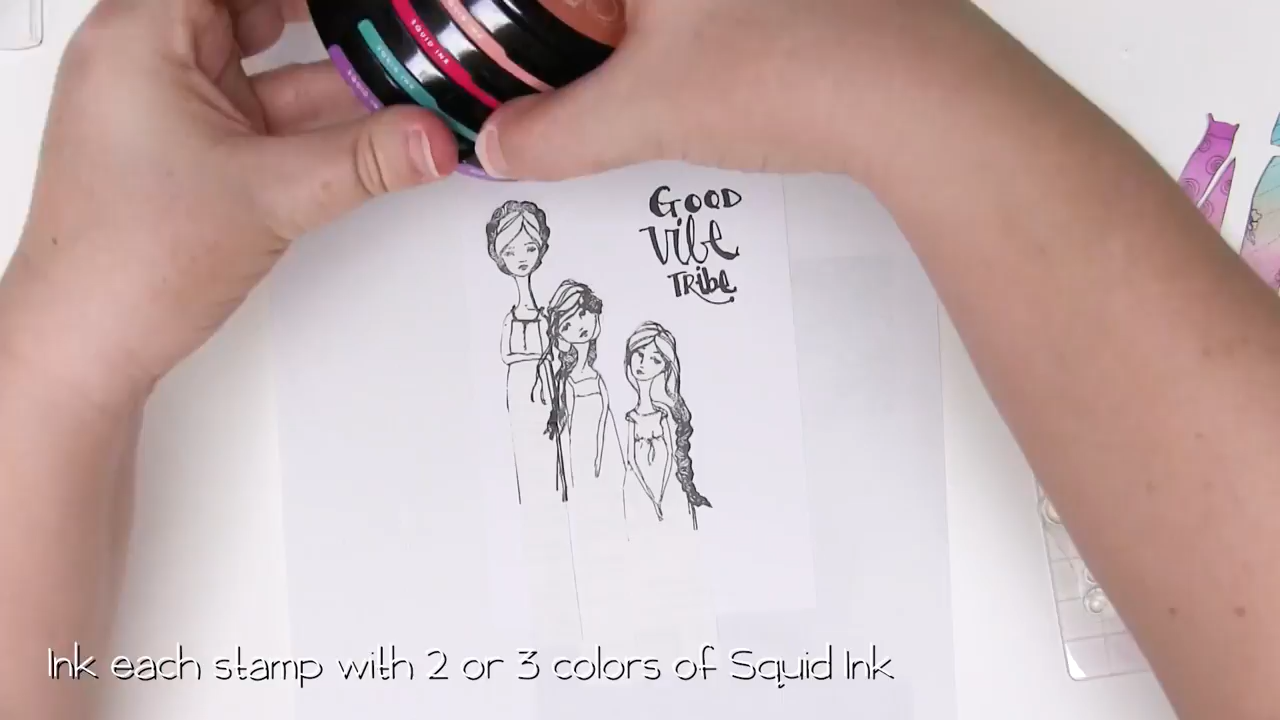 SQUID INK
GOOD
Vibe
TRibe
Ink each stamp with 2 or 3 colors of Squid Ink